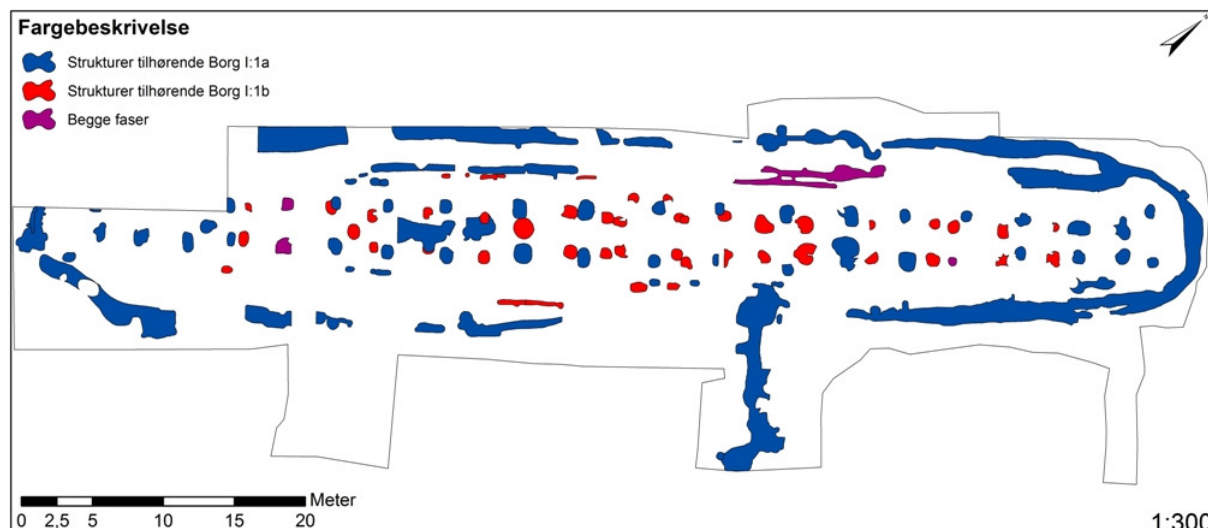 Fargebeskrivelse
Strukturer tilhørende Borg I:1a
Strukturer tilhørende Borg I:1b
Begge faser
Meter
0 2,5 5 10 15 20
1:300